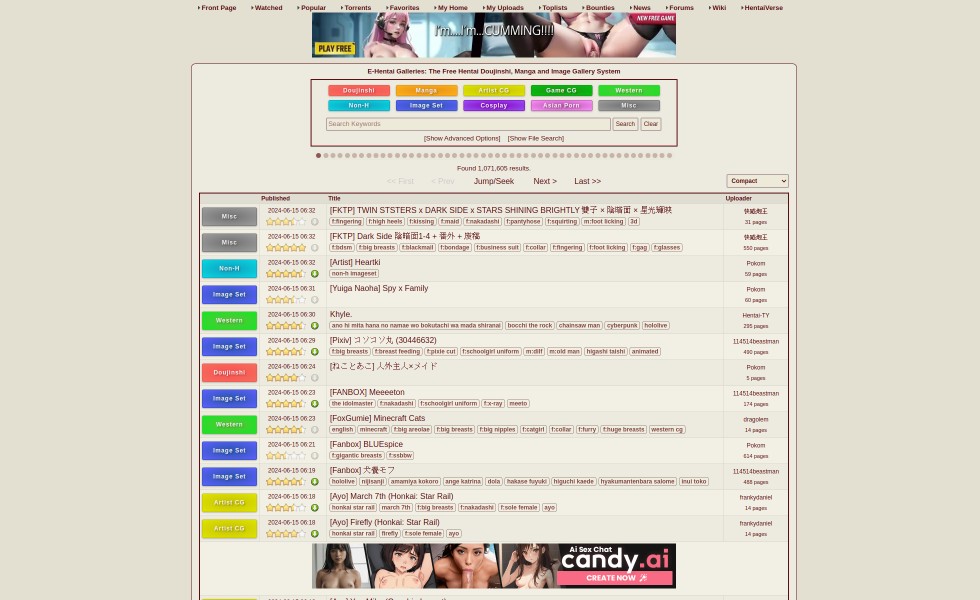 Front Page Watched Popular Torrents Favorites My Home My Uploads Toplists Bounties News Forums Wiki HentaiVerse
NEW FREE GAME
I'm....I'm...CUMMING!!!!
PLAY FREE
E-Hentai Galleries: The Free Hentai Doujinshi, Manga and Image Gallery System
Doujinshi Manga Artist CG Game CG Western
Non-H Image Set Cosplay Asian Porn Misc
Search Keywords Search Clear
[Show Advanced Options] [Show File Search]
Found 1,071,605 results.
<< First < Prev Jump/Seek Next > Last >> Compact
Published Title Uploader
Misc 2024-06-15 06:32 [FKTP] TWIN STSTERS x DARK SIDE x STARS SHINING BRIGHTLY 雙子 × 陰暗面 × 星光耀映
f:fingering f:high heels f:kissing f:maid f:nakadashi f:pantyhose f:squirting m:foot licking 3d 31 pages
Misc 2024-06-15 06:32 [FKTP] Dark Side 陰暗面1-4 + 番外 + 廢稿
f:bdsm f:big breasts f:blackmail f:bondage f:business suit f:collar f:fingering f:foot licking f:gag f:glasses 550 pages
Non-H 2024-06-15 06:32 [Artist] Heartki Pokom
non-h imageset 59 pages
Image Set 2024-06-15 06:31 [Yuiga Naoha] Spy x Family Pokom
60 pages
Western 2024-06-15 06:30 Khyle. Hentai-TY
ano hi mita hana no namae wo bokutachi wa mada shiranai bocchi the rock chainsaw man cyberpunk hololive 295 pages
Image Set 2024-06-15 06:29 [Pixiv] コソコソ丸 (30446632) 114514beastman
f:big breasts f:breast feeding f:pixie cut f:schoolgirl uniform m:dilf m:old man higashi taishi animated 490 pages
Doujinshi 2024-06-15 06:24 [ねことあこ] 人外主人×メイド Pokom
5 pages
Image Set 2024-06-15 06:23 [FANBOX] Meeeeton 114514beastman
the idolmaster f:nakadashi f:schoolgirl uniform f:x-ray meeto 174 pages
Western 2024-06-15 06:23 [FoxGumie] Minecraft Cats dragolem
english minecraft f:big areolae f:big breasts f:big nipples f:catgirl f:collar f:furry f:huge breasts western cg 14 pages
Image Set 2024-06-15 06:21 [Fanbox] BLUEspice Pokom
f:gigantic breasts f:ssbbw 614 pages
Image Set 2024-06-15 06:19 [Fanbox] 犬養モフ 114514beastman
hololive nijisanji amamiya kokoro ange katrina dola hakase fuyuki higuchi kaede hyakumantenbara salome inui toko 488 pages
Artist CG 2024-06-15 06:18 [Ayo] March 7th (Honkai: Star Rail) frankydaniel
honkai star rail march 7th f:big breasts f:nakadashi f:sole female ayo 14 pages
Artist CG 2024-06-15 06:18 [Ayo] Firefly (Honkai: Star Rail) frankydaniel
honkai star rail firefly f:sole female ayo 14 pages
Ai Sex Chat
candy.ai
CREATE NOW